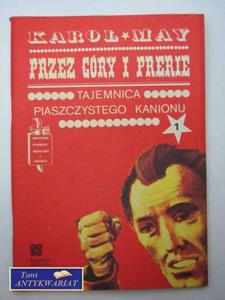 KAROL ★ MAY
PRZEZ GÓRY I PRERIE
TAJEMNICA
PIASZCZYSTEGO KANIONU
1
Tani
ANTYKWARIAT